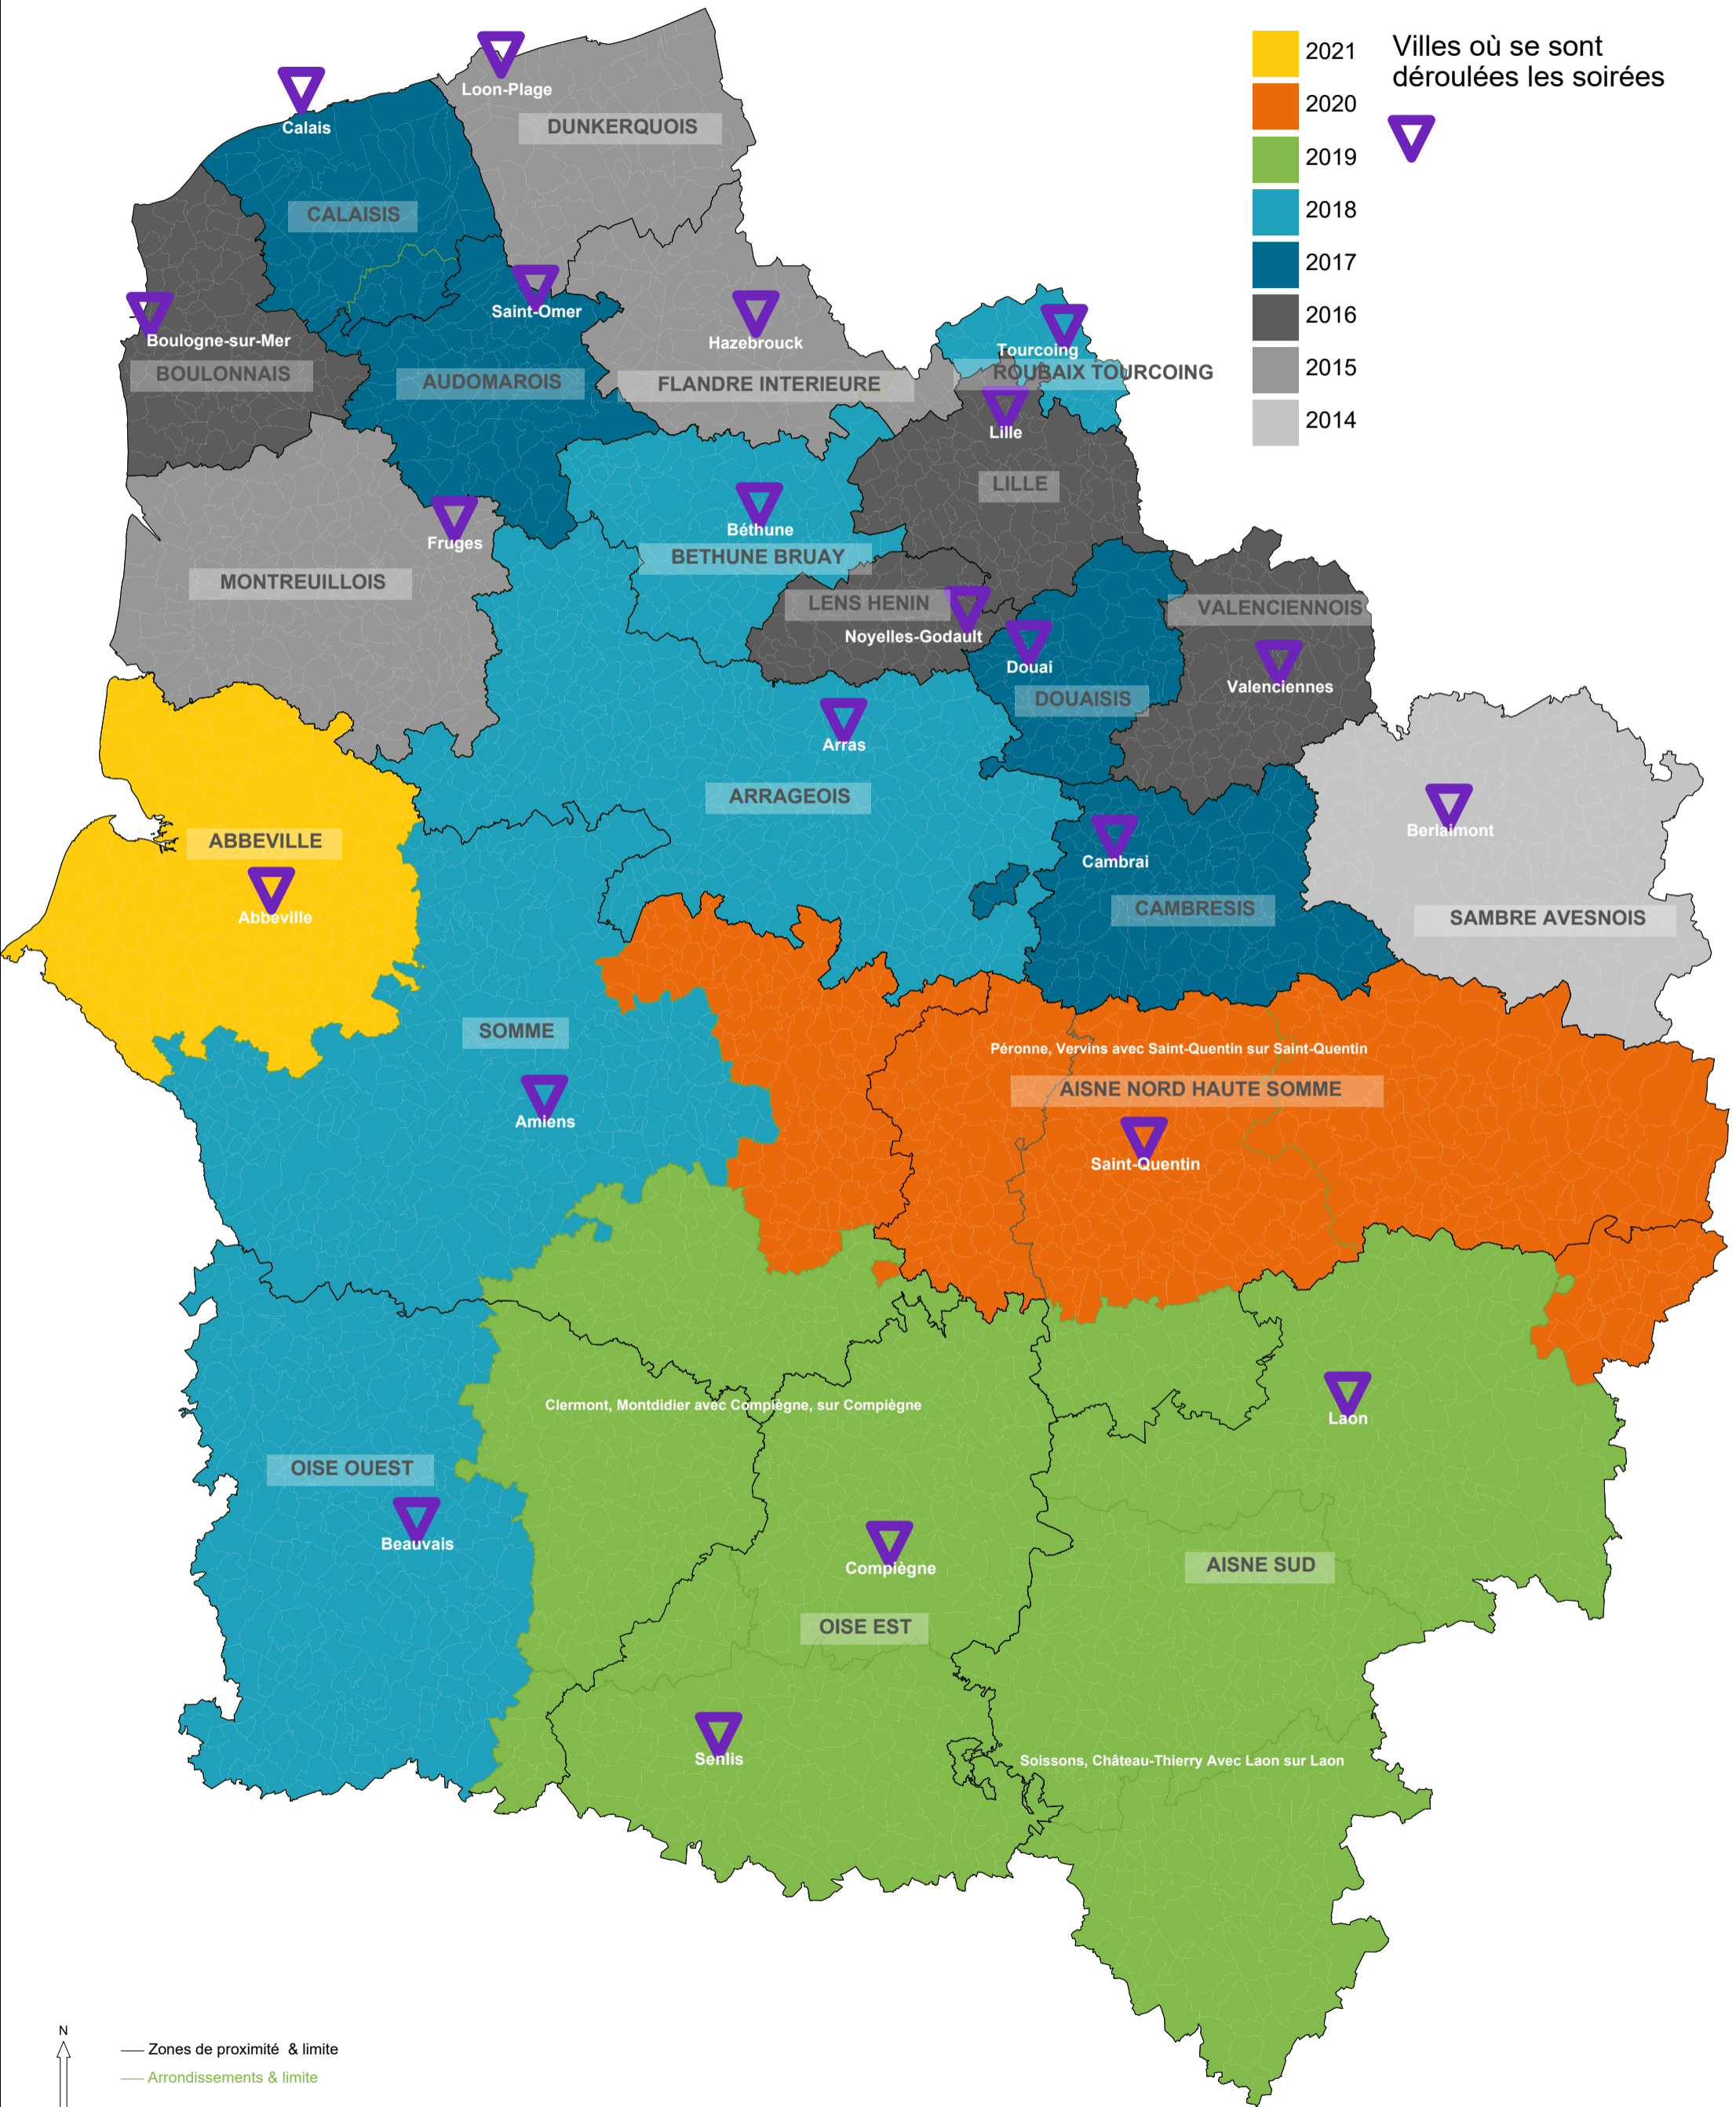 2021
2020
2019
2018
2017
2016
2015
2014
Villes où se sont
déroulées les soirées
Loon-Plage
DUNKERQUOIS
Calais
CALAISIS
Saint-Omer
Hazebrouck
Boulogne-sur-Mer
BOULONNAIS
AUDOMAROIS
FLANDRE INTERIEURE
Tourcoing
ROUBAIX TOURCOING
Lille
LILLE
Fruges
MONTREUILLOIS
Béthune
BETHUNE BRUAY
LENS HENIN
Noyelles-Godault
Douai
DOUAISIS
VALENCIENNOIS
Valenciennes
Arras
ARRAGEOIS
ABBEVILLE
Abbeville
Cambrai
CAMBRESIS
Berlaimont
SAMBRE AVESNOIS
SOMME
Amiens
Péronne, Vervins avec Saint-Quentin sur Saint-Quentin
AISNE NORD HAUTE SOMME
Saint-Quentin
Clermont, Montdidier avec Compiègne, sur Compiègne
Laon
OISE OUEST
Beauvais
Compiègne
OISE EST
AISNE SUD
Senlis
Soissons, Château-Thierry Avec Laon sur Laon
N
Zones de proximité & limite
Arrondissements & limite